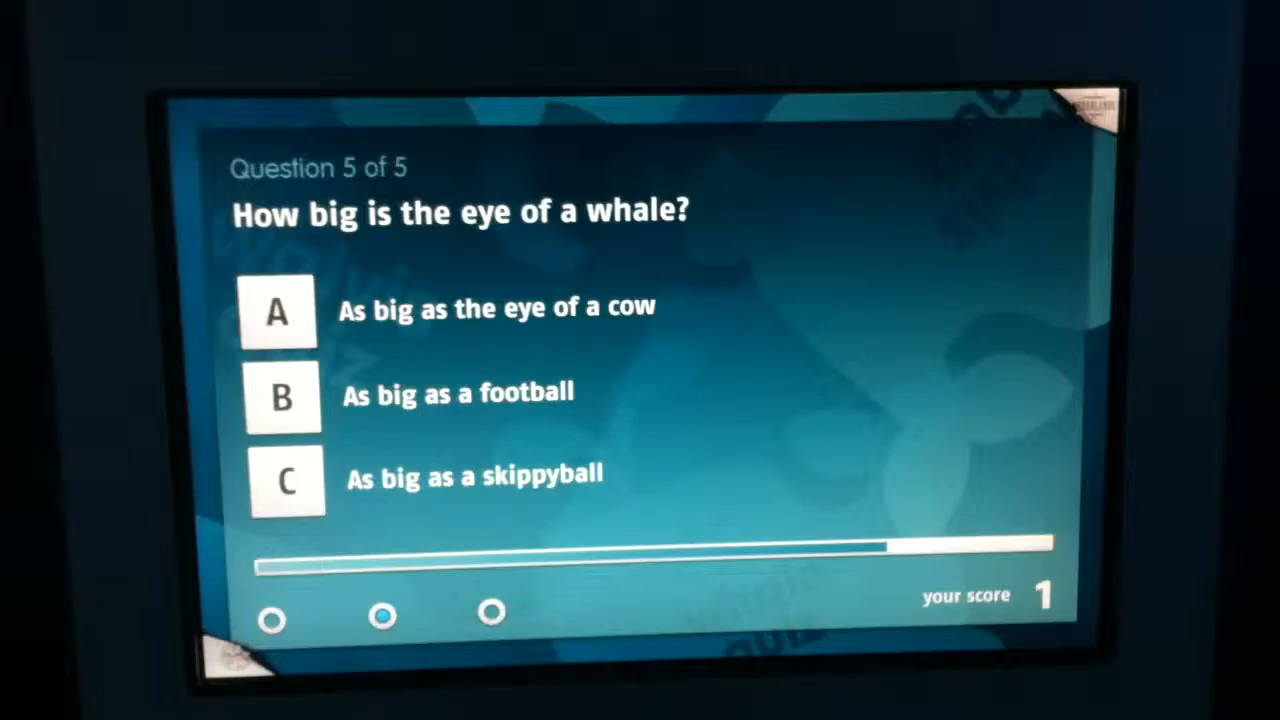 Question 5 of 5
How big is the eye of a whale?
A
As big as the eye of a cow
B
As big as a football
C
As big as a skippyball
your score 1